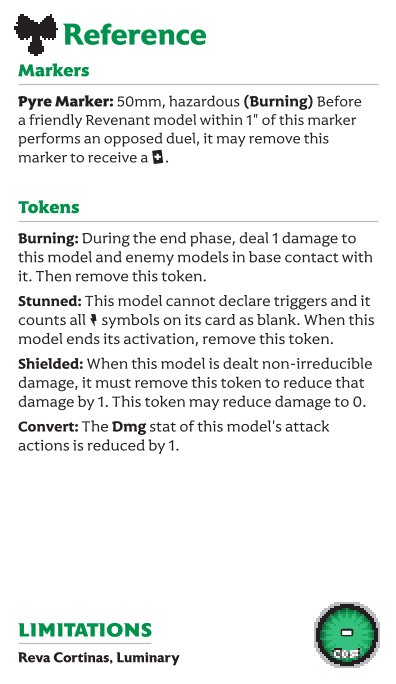 Reference
Markers
Pyre Marker: 50mm, hazardous (Burning) Before
a friendly Revenant model within 1" of this marker
performs an opposed duel, it may remove this
marker to receive a .
Tokens
Burning: During the end phase, deal 1 damage to
this model and enemy models in base contact with
it. Then remove this token.
Stunned: This model cannot declare triggers and it
counts all symbols on its card as blank. When this
model ends its activation, remove this token.
Shielded: When this model is dealt non-irreducible
damage, it must remove this token to reduce that
damage by 1. This token may reduce damage to 0.
Convert: The Dmg stat of this model's attack
actions is reduced by 1.
LIMITATIONS
Reva Cortinas, Luminary